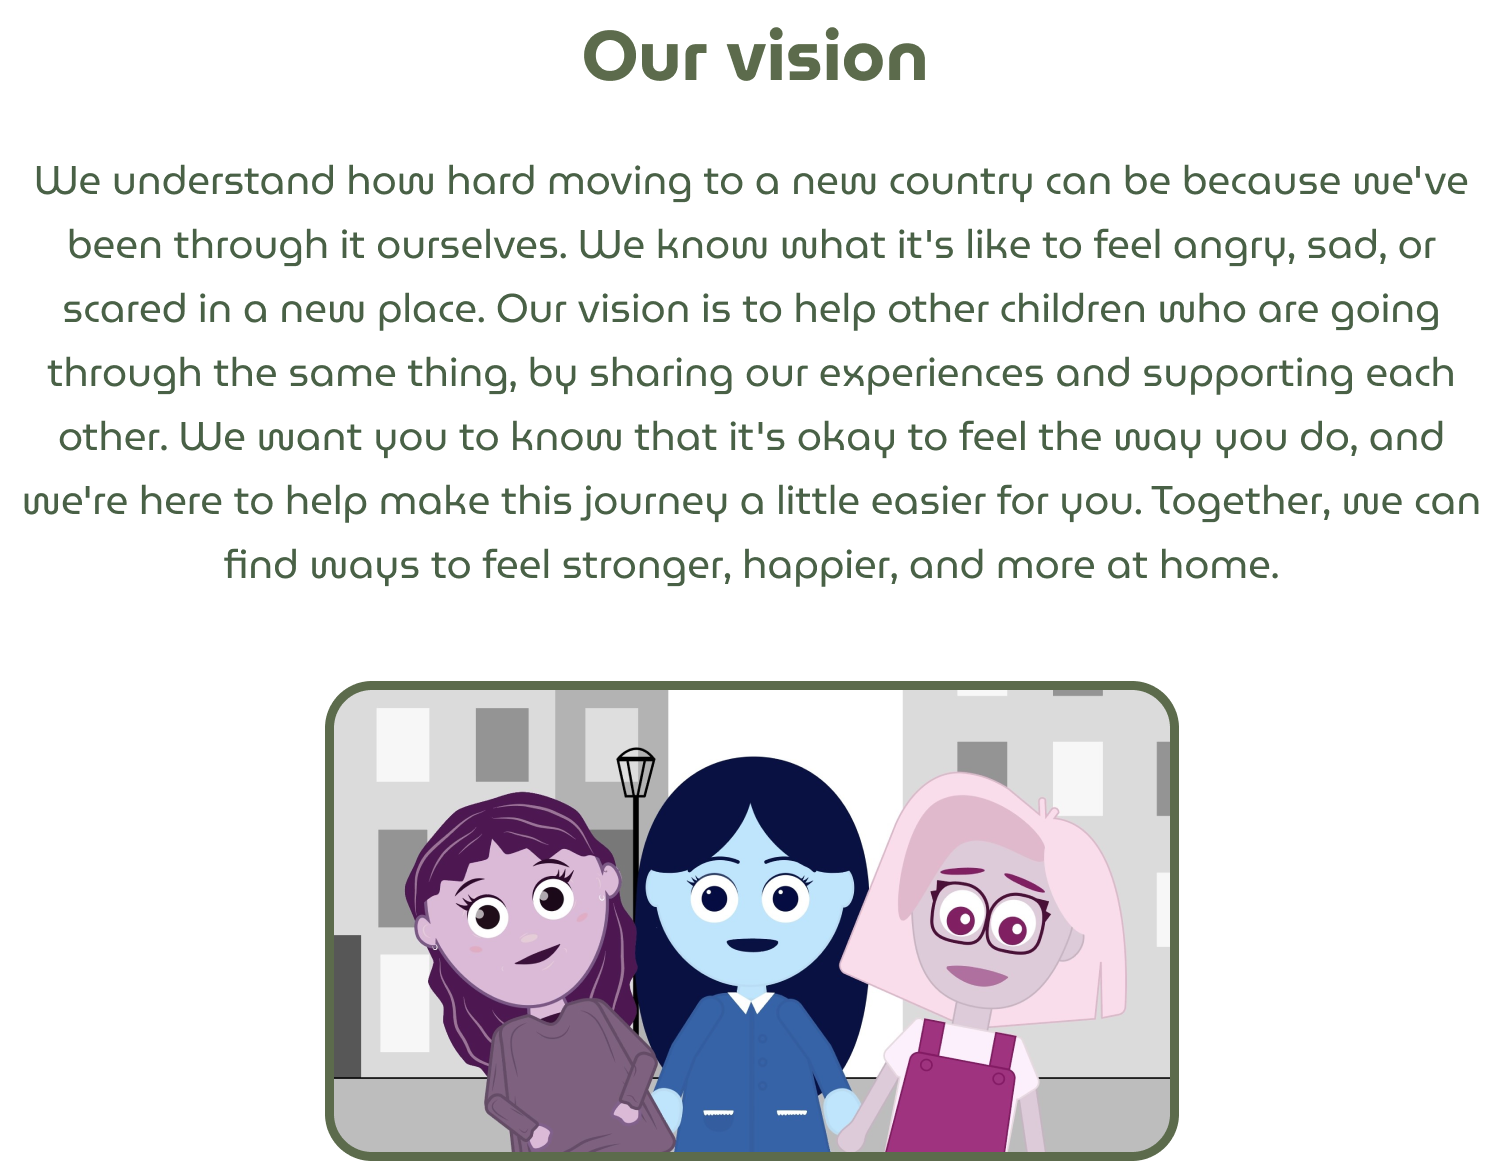 Our vision
We understand how hard moving to a new country can be because we've
been through it ourselves. We know what it's like to feel angry, sad, or
scared in a new place. Our vision is to help other children who are going
through the same thing, by sharing our experiences and supporting each
other. We want you to know that it's okay to feel the way you do, and
we're here to help make this journey a little easier for you. Together, we can
find ways to feel stronger, happier, and more at home.